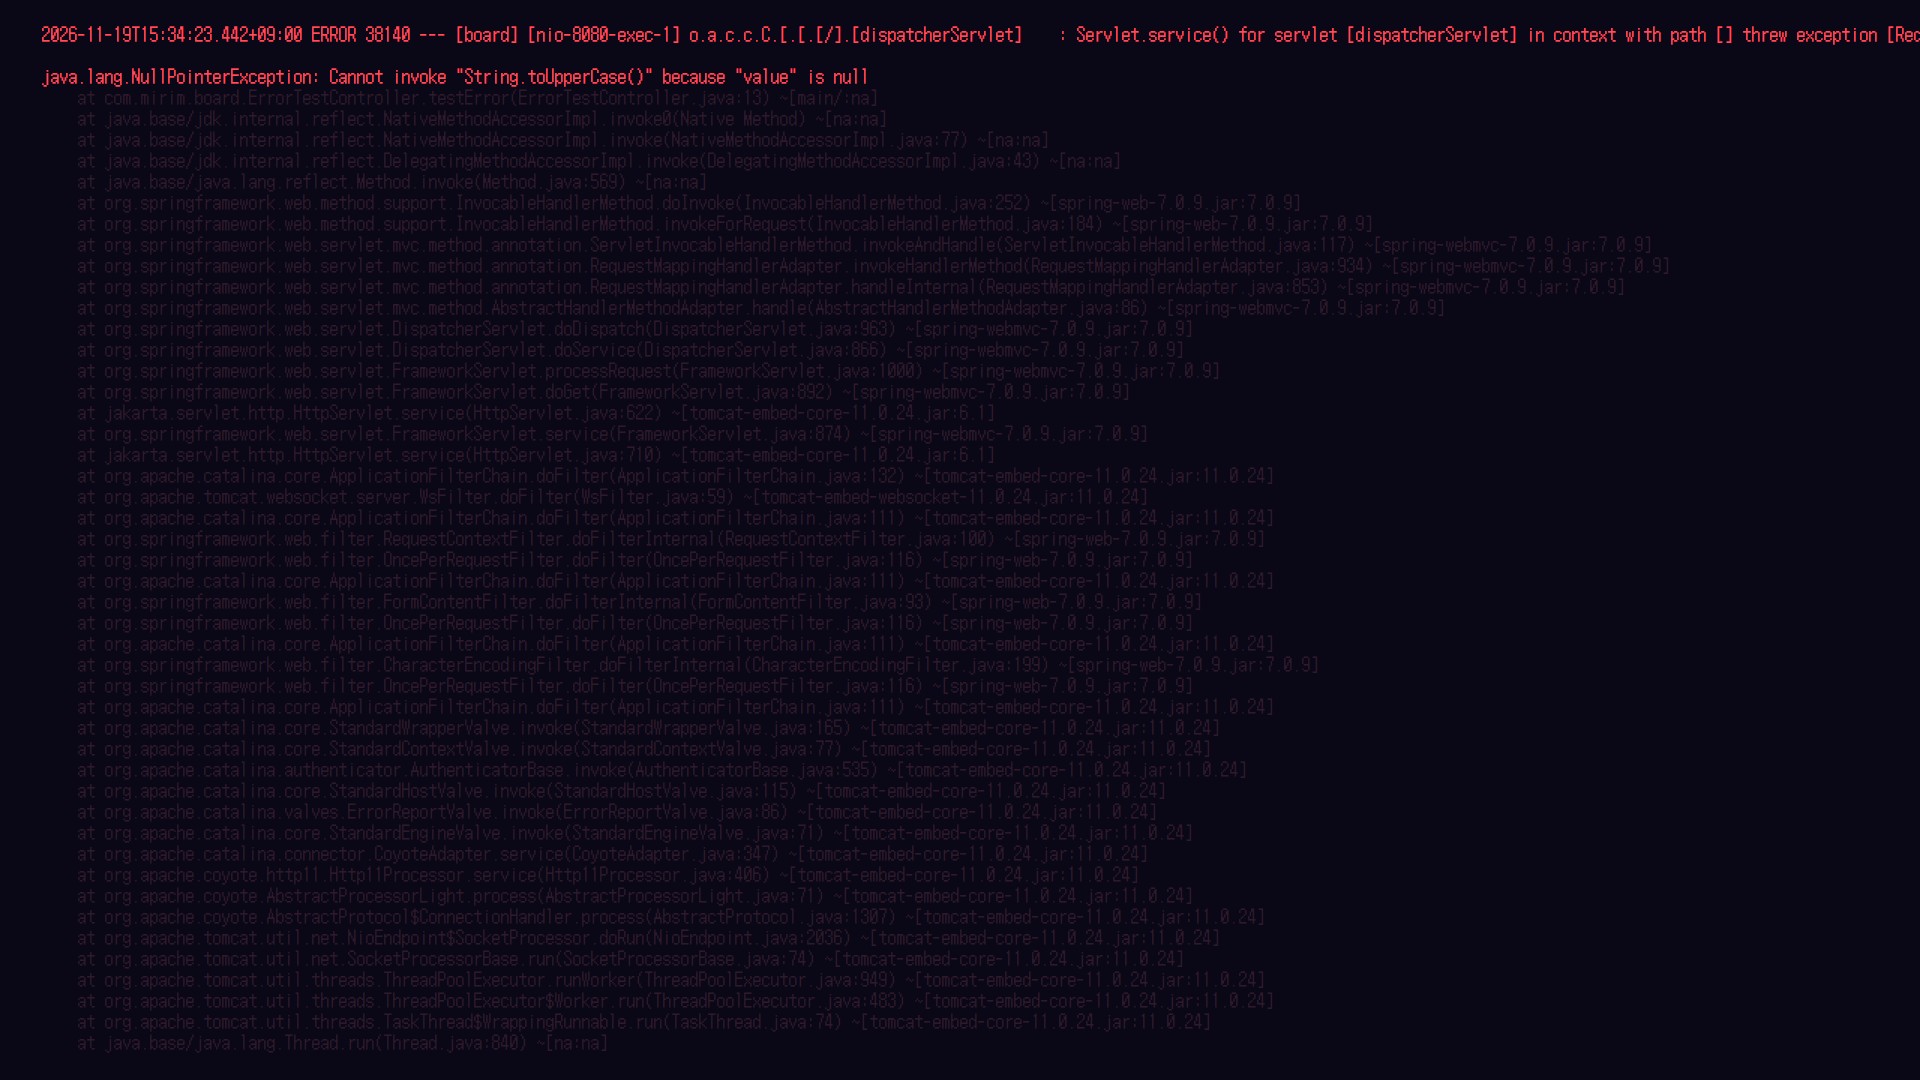 2026-11-19T15:34:23.442+09:00 ERROR 38140 --- [board] [nio-8080-exec-1] o.a.c.c.C.[.[.[/].[dispatcherServlet]    : Servlet.service() for servlet [dispatcherServlet] in context with path [] threw exception [Rec
java.lang.NullPointerException: Cannot invoke "String.toUpperCase()" because "value" is null
at com.mirim.board.ErrorTestController.testError(ErrorTestController.java:13) ~[main/:na]
at java.base/jdk.internal.reflect.NativeMethodAccessorImpl.invoke0(Native Method) ~[na:na]
at java.base/jdk.internal.reflect.NativeMethodAccessorImpl.invoke(NativeMethodAccessorImpl.java:77) ~[na:na]
at java.base/jdk.internal.reflect.DelegatingMethodAccessorImpl.invoke(DelegatingMethodAccessorImpl.java:43) ~[na:na]
at java.base/java.lang.reflect.Method.invoke(Method.java:569) ~[na:na]
at org.springframework.web.method.support.InvocableHandlerMethod.doInvoke(InvocableHandlerMethod.java:252) ~[spring-web-7.0.9.jar:7.0.9]
at org.springframework.web.method.support.InvocableHandlerMethod.invokeForRequest(InvocableHandlerMethod.java:184) ~[spring-web-7.0.9.jar:7.0.9]
at org.springframework.web.servlet.mvc.method.annotation.ServletInvocableHandlerMethod.invokeAndHandle(ServletInvocableHandlerMethod.java:117) ~[spring-webmvc-7.0.9.jar:7.0.9]
at org.springframework.web.servlet.mvc.method.annotation.RequestMappingHandlerAdapter.invokeHandlerMethod(RequestMappingHandlerAdapter.java:934) ~[spring-webmvc-7.0.9.jar:7.0.9]
at org.springframework.web.servlet.mvc.method.annotation.RequestMappingHandlerAdapter.handleInternal(RequestMappingHandlerAdapter.java:853) ~[spring-webmvc-7.0.9.jar:7.0.9]
at org.springframework.web.servlet.mvc.method.AbstractHandlerMethodAdapter.handle(AbstractHandlerMethodAdapter.java:86) ~[spring-webmvc-7.0.9.jar:7.0.9]
at org.springframework.web.servlet.DispatcherServlet.doDispatch(DispatcherServlet.java:963) ~[spring-webmvc-7.0.9.jar:7.0.9]
at org.springframework.web.servlet.DispatcherServlet.doService(DispatcherServlet.java:866) ~[spring-webmvc-7.0.9.jar:7.0.9]
at org.springframework.web.servlet.FrameworkServlet.processRequest(FrameworkServlet.java:1000) ~[spring-webmvc-7.0.9.jar:7.0.9]
at org.springframework.web.servlet.FrameworkServlet.doGet(FrameworkServlet.java:892) ~[spring-webmvc-7.0.9.jar:7.0.9]
at jakarta.servlet.http.HttpServlet.service(HttpServlet.java:622) ~[tomcat-embed-core-11.0.24.jar:6.1]
at org.springframework.web.servlet.FrameworkServlet.service(FrameworkServlet.java:874) ~[spring-webmvc-7.0.9.jar:7.0.9]
at jakarta.servlet.http.HttpServlet.service(HttpServlet.java:710) ~[tomcat-embed-core-11.0.24.jar:6.1]
at org.apache.catalina.core.ApplicationFilterChain.doFilter(ApplicationFilterChain.java:132) ~[tomcat-embed-core-11.0.24.jar:11.0.24]
at org.apache.tomcat.websocket.server.WsFilter.doFilter(WsFilter.java:59) ~[tomcat-embed-websocket-11.0.24.jar:11.0.24]
at org.apache.catalina.core.ApplicationFilterChain.doFilter(ApplicationFilterChain.java:111) ~[tomcat-embed-core-11.0.24.jar:11.0.24]
at org.springframework.web.filter.RequestContextFilter.doFilterInternal(RequestContextFilter.java:100) ~[spring-web-7.0.9.jar:7.0.9]
at org.springframework.web.filter.OncePerRequestFilter.doFilter(OncePerRequestFilter.java:116) ~[spring-web-7.0.9.jar:7.0.9]
at org.apache.catalina.core.ApplicationFilterChain.doFilter(ApplicationFilterChain.java:111) ~[tomcat-embed-core-11.0.24.jar:11.0.24]
at org.springframework.web.filter.FormContentFilter.doFilterInternal(FormContentFilter.java:93) ~[spring-web-7.0.9.jar:7.0.9]
at org.springframework.web.filter.OncePerRequestFilter.doFilter(OncePerRequestFilter.java:116) ~[spring-web-7.0.9.jar:7.0.9]
at org.apache.catalina.core.ApplicationFilterChain.doFilter(ApplicationFilterChain.java:111) ~[tomcat-embed-core-11.0.24.jar:11.0.24]
at org.springframework.web.filter.CharacterEncodingFilter.doFilterInternal(CharacterEncodingFilter.java:199) ~[spring-web-7.0.9.jar:7.0.9]
at org.springframework.web.filter.OncePerRequestFilter.doFilter(OncePerRequestFilter.java:116) ~[spring-web-7.0.9.jar:7.0.9]
at org.apache.catalina.core.ApplicationFilterChain.doFilter(ApplicationFilterChain.java:111) ~[tomcat-embed-core-11.0.24.jar:11.0.24]
at org.apache.catalina.core.StandardWrapperValve.invoke(StandardWrapperValve.java:165) ~[tomcat-embed-core-11.0.24.jar:11.0.24]
at org.apache.catalina.core.StandardContextValve.invoke(StandardContextValve.java:77) ~[tomcat-embed-core-11.0.24.jar:11.0.24]
at org.apache.catalina.authenticator.AuthenticatorBase.invoke(AuthenticatorBase.java:535) ~[tomcat-embed-core-11.0.24.jar:11.0.24]
at org.apache.catalina.core.StandardHostValve.invoke(StandardHostValve.java:115) ~[tomcat-embed-core-11.0.24.jar:11.0.24]
at org.apache.catalina.valves.ErrorReportValve.invoke(ErrorReportValve.java:86) ~[tomcat-embed-core-11.0.24.jar:11.0.24]
at org.apache.catalina.core.StandardEngineValve.invoke(StandardEngineValve.java:71) ~[tomcat-embed-core-11.0.24.jar:11.0.24]
at org.apache.catalina.connector.CoyoteAdapter.service(CoyoteAdapter.java:347) ~[tomcat-embed-core-11.0.24.jar:11.0.24]
at org.apache.coyote.http11.Http11Processor.service(Http11Processor.java:406) ~[tomcat-embed-core-11.0.24.jar:11.0.24]
at org.apache.coyote.AbstractProcessorLight.process(AbstractProcessorLight.java:71) ~[tomcat-embed-core-11.0.24.jar:11.0.24]
at org.apache.coyote.AbstractProtocol$ConnectionHandler.process(AbstractProtocol.java:1307) ~[tomcat-embed-core-11.0.24.jar:11.0.24]
at org.apache.tomcat.util.net.NioEndpoint$SocketProcessor.doRun(NioEndpoint.java:2036) ~[tomcat-embed-core-11.0.24.jar:11.0.24]
at org.apache.tomcat.util.net.SocketProcessorBase.run(SocketProcessorBase.java:74) ~[tomcat-embed-core-11.0.24.jar:11.0.24]
at org.apache.tomcat.util.threads.ThreadPoolExecutor.runWorker(ThreadPoolExecutor.java:949) ~[tomcat-embed-core-11.0.24.jar:11.0.24]
at org.apache.tomcat.util.threads.ThreadPoolExecutor$Worker.run(ThreadPoolExecutor.java:483) ~[tomcat-embed-core-11.0.24.jar:11.0.24]
at org.apache.tomcat.util.threads.TaskThread$WrappingRunnable.run(TaskThread.java:74) ~[tomcat-embed-core-11.0.24.jar:11.0.24]
at java.base/java.lang.Thread.run(Thread.java:840) ~[na:na]